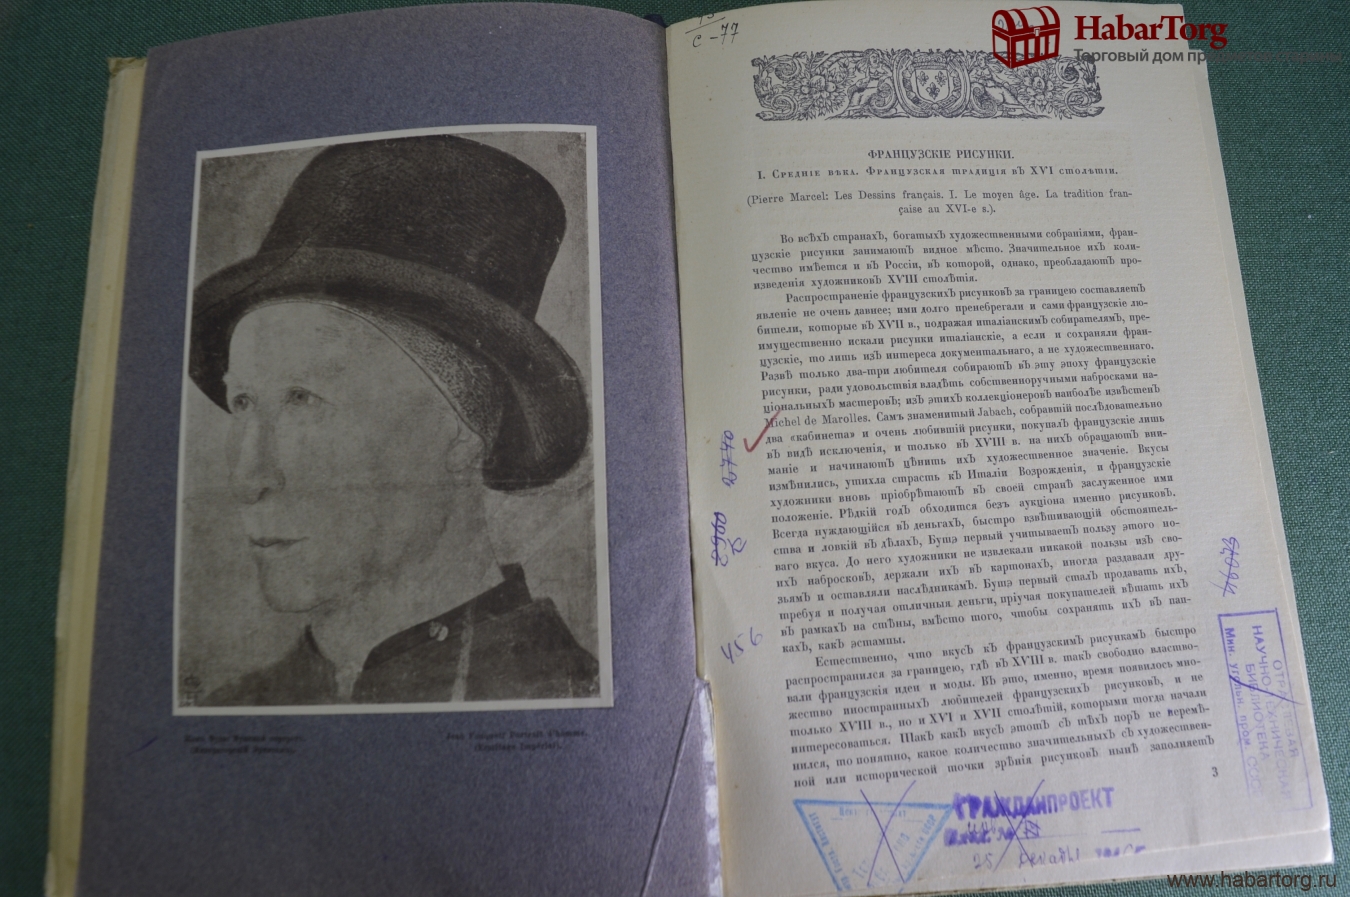 HabarTorg
Торговый дом
с-77
ФРАНЦУЗСКІЕ РИСУНКИ.
I. Средніе вѣка. Французская традиція въ XVI столѣтіи.
(Pierre Marcel: Les Dessins français. I. Le moyen âge. La tradition fran-
çaise au XVI-e s.).
Во всѣхъ странахъ, богатыхъ художественными собраніями, фран-
цузскіе рисунки занимаютъ видное мѣсто. Значительное ихъ коли-
чество имѣется и въ Россіи, въ которой, однако, преобладаютъ про-
изведенія художниковъ XVIII столѣтія.
Распространеніе французскихъ рисунковъ за границею составляетъ
явленіе не очень давнее; ими долго пренебрегали и сами французскіе лю-
бители, которые въ XVII в., подражая италіанскимъ собирателямъ, пре-
имущественно искали рисунки италіанскіе, а если и сохраняли фран-
цузскіе, то лишь изъ интереса документальнаго, а не художественнаго.
Развѣ только два-три любителя собираютъ въ эту эпоху французскіе
рисунки, ради удовольствія владѣть собственноручными набросками на-
ціональныхъ мастеровъ; изъ этихъ коллекціонеровъ наиболѣе извѣстенъ
Michel de Marolles. Самъ знаменитый Jabach, собравшій послѣдовательно
два «кабинета» и очень любившій рисунки, покупалъ французскіе лишь
въ видѣ исключенія, и только въ XVIII в. на нихъ обращаютъ вни-
маніе и начинаютъ цѣнить ихъ художественное значеніе. Вкусы
измѣнились, утихла страсть къ Италіи Возрожденія, и французскіе
художники вновь пріобрѣтаютъ въ своей странѣ заслуженное ими
положеніе. Рѣдкій годъ обходится безъ аукціона именно рисунковъ.
Всегда нуждающійся въ деньгахъ, быстро взвѣшивающій обстоятель-
ства и ловкій въ дѣлахъ, Бушэ первый учитываетъ пользу этого но-
ваго вкуса. До него художники не извлекали никакой пользы изъ сво-
ихъ набросковъ, держали ихъ въ картонахъ, иногда раздавали дру-
зьямъ и оставляли наслѣдникамъ. Бушэ первый сталъ продавать ихъ,
требуя и получая отличныя деньги, пріучая покупателей вѣшать ихъ
въ рамкахъ на стѣны, вмѣсто того, чтобы сохранять ихъ въ пап-
кахъ, какъ эстампы.
Естественно, что вкусъ къ французскимъ рисункамъ быстро
распространился за границею, гдѣ въ XVIII в. такъ свободно властво-
вали французскія идеи и моды. Въ это, именно, время появилось мно-
жество иностранныхъ любителей французскихъ рисунковъ, и не
только XVIII в., но и XVI и XVII столѣтій, которыми тогда начали
интересоваться. Такъ какъ вкусъ этотъ съ тѣхъ поръ не перемѣ-
нился, то понятно, какое количество значительныхъ съ художествен-
ной или исторической точки зрѣнія рисунковъ нынѣ заполняетъ
3
456
Jean Fouquet Portrait d'homme.
(Ermitage Impérial).
НАУЧНО
БИБЛИОТЕКА СССР
Мин. угольн. пром
ГРАЖДАНПРОЕКТ
www.habartorg.ru